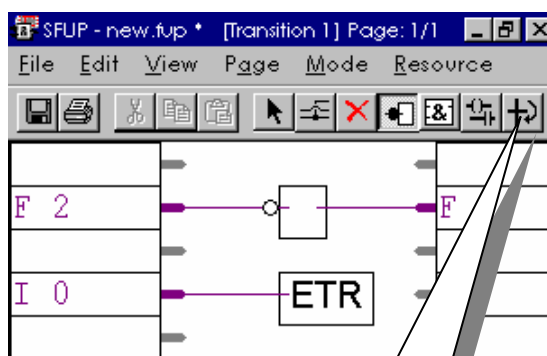 SFUP - new.fup * [Transition 1] Page: 1/1
File Edit View Page Mode Resource
&
F 2 F
I 0 ETR